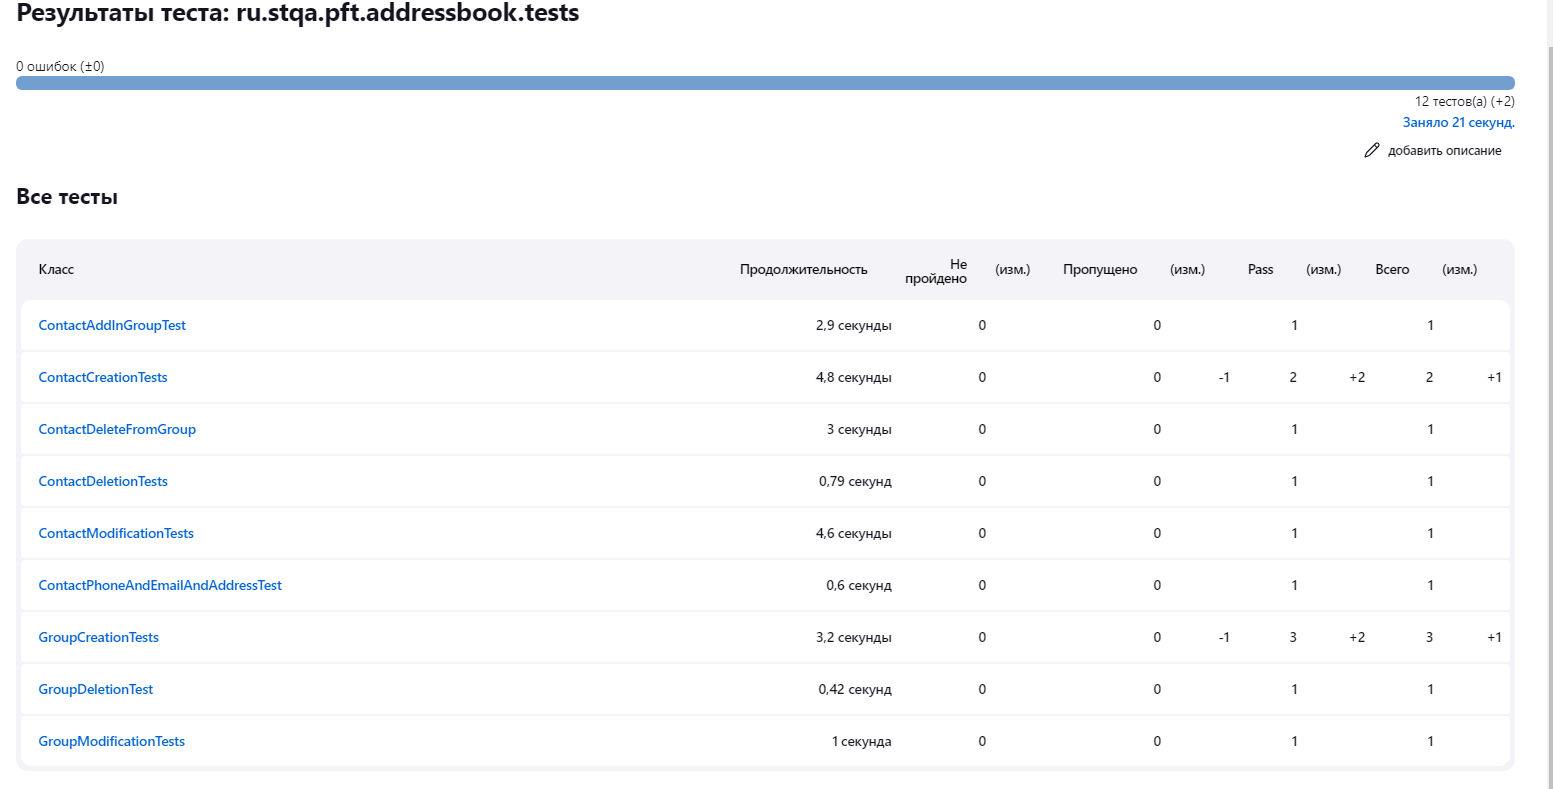 Результаты теста: ru.stqa.pft.addressbook.tests
0 ошибок (±0)
12 тестов(а) (+2)
Заняло 21 секунд.
добавить описание
Все тесты
Класс Продолжительность Не пройдено (изм.) Пропущено (изм.) Pass (изм.) Всего (изм.)
ContactAddInGroupTest 2,9 секунды 0 0 1 1
ContactCreationTests 4,8 секунды 0 0 -1 2 +2 2 +1
ContactDeleteFromGroup 3 секунды 0 0 1 1
ContactDeletionTests 0,79 секунд 0 0 1 1
ContactModificationTests 4,6 секунды 0 0 1 1
ContactPhoneAndEmailAndAddressTest 0,6 секунд 0 0 1 1
GroupCreationTests 3,2 секунды 0 0 -1 3 +2 3 +1
GroupDeletionTest 0,42 секунд 0 0 1 1
GroupModificationTests 1 секунда 0 0 1 1